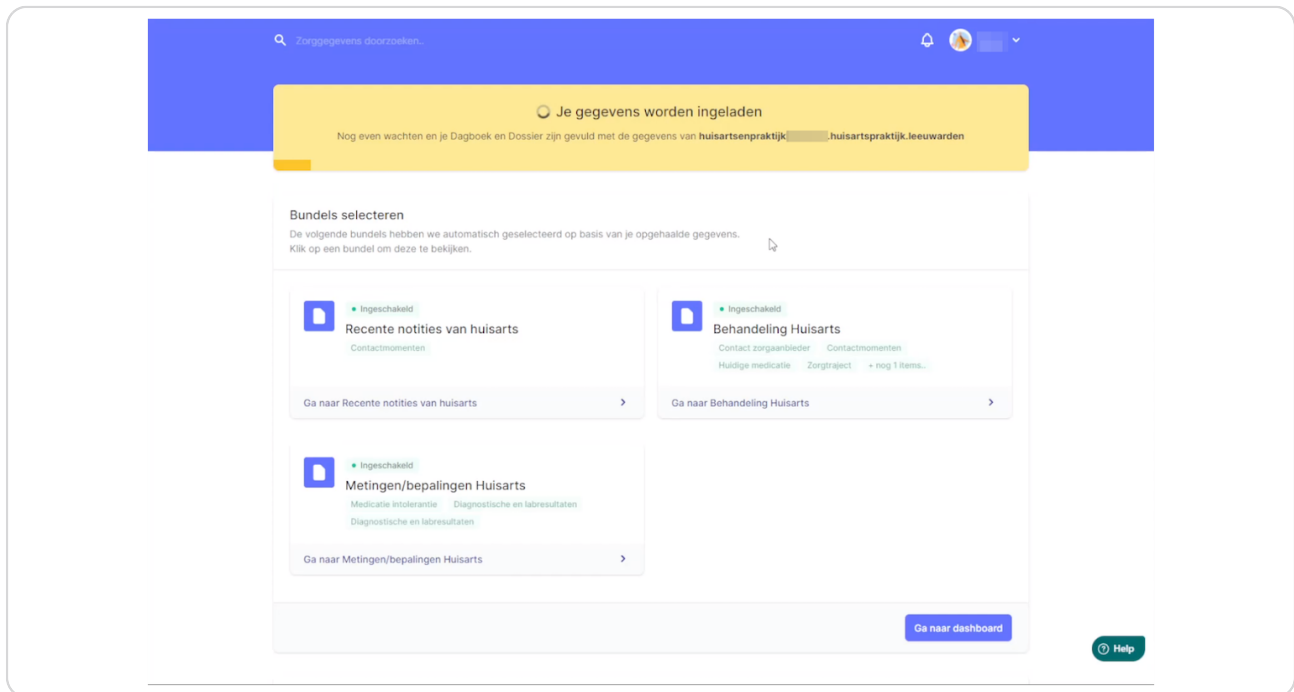 Zorggegevens doorzoeken..
Je gegevens worden ingeladen
Nog even wachten en je Dagboek en Dossier zijn gevuld met de gegevens van huisartsenpraktijk .huisartspraktijk.leeuwarden
Bundels selecteren
De volgende bundels hebben we automatisch geselecteerd op basis van je opgehaalde gegevens.
Klik op een bundel om deze te bekijken.
Ingeschakeld
Recente notities van huisarts
Contactmomenten
Ga naar Recente notities van huisarts
Ingeschakeld
Behandeling Huisarts
Contact zorgaanbieder Contactmomenten
Huidige medicatie Zorgtraject + nog 1 items..
Ga naar Behandeling Huisarts
Ingeschakeld
Metingen/bepalingen Huisarts
Medicatie intolerantie Diagnostische en labresultaten
Diagnostische en labresultaten
Ga naar Metingen/bepalingen Huisarts
Ga naar dashboard
Help